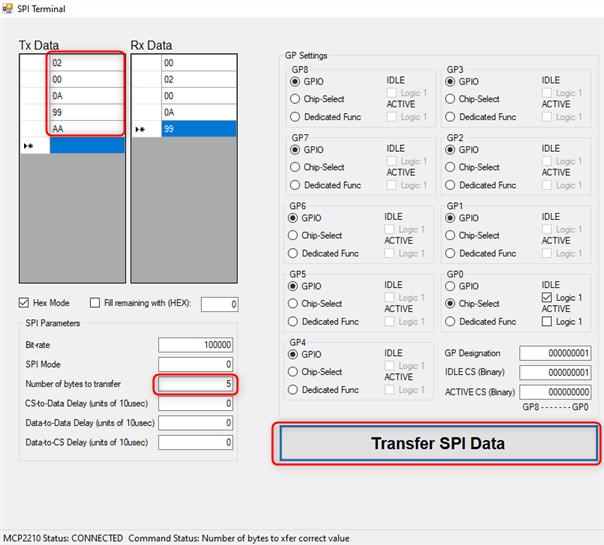 SPI Terminal
Tx Data
02
00
0A
99
AA
Rx Data
00
02
00
0A
99
Hex Mode
Fill remaining with (HEX): 0
SPI Parameters
Bit-rate 100000
SPI Mode 0
Number of bytes to transfer 5
CS-to-Data Delay (units of 10usec) 0
Data-to-Data Delay (units of 10usec) 0
Data-to-CS Delay (units of 10usec) 0
GP Settings
GP8
GPIO IDLE
Logic 1
Chip-Select ACTIVE
Dedicated Func Logic 1
GP7
GPIO IDLE
Logic 1
Chip-Select ACTIVE
Dedicated Func Logic 1
GP6
GPIO IDLE
Logic 1
Chip-Select ACTIVE
Dedicated Func Logic 1
GP5
GPIO IDLE
Logic 1
Chip-Select ACTIVE
Dedicated Func Logic 1
GP4
GPIO IDLE
Logic 1
Chip-Select ACTIVE
Dedicated Func Logic 1
GP3
GPIO IDLE
Logic 1
Chip-Select ACTIVE
Dedicated Func Logic 1
GP2
GPIO IDLE
Logic 1
Chip-Select ACTIVE
Dedicated Func Logic 1
GP1
GPIO IDLE
Logic 1
Chip-Select ACTIVE
Dedicated Func Logic 1
GP0
GPIO IDLE
Logic 1
Chip-Select ACTIVE
Dedicated Func Logic 1
GP Designation 000000001
IDLE CS (Binary) 000000001
ACTIVE CS (Binary) 000000000
GP8-------GP0
Transfer SPI Data
MCP2210 Status: CONNECTED Command Status: Number of bytes to xfer correct value